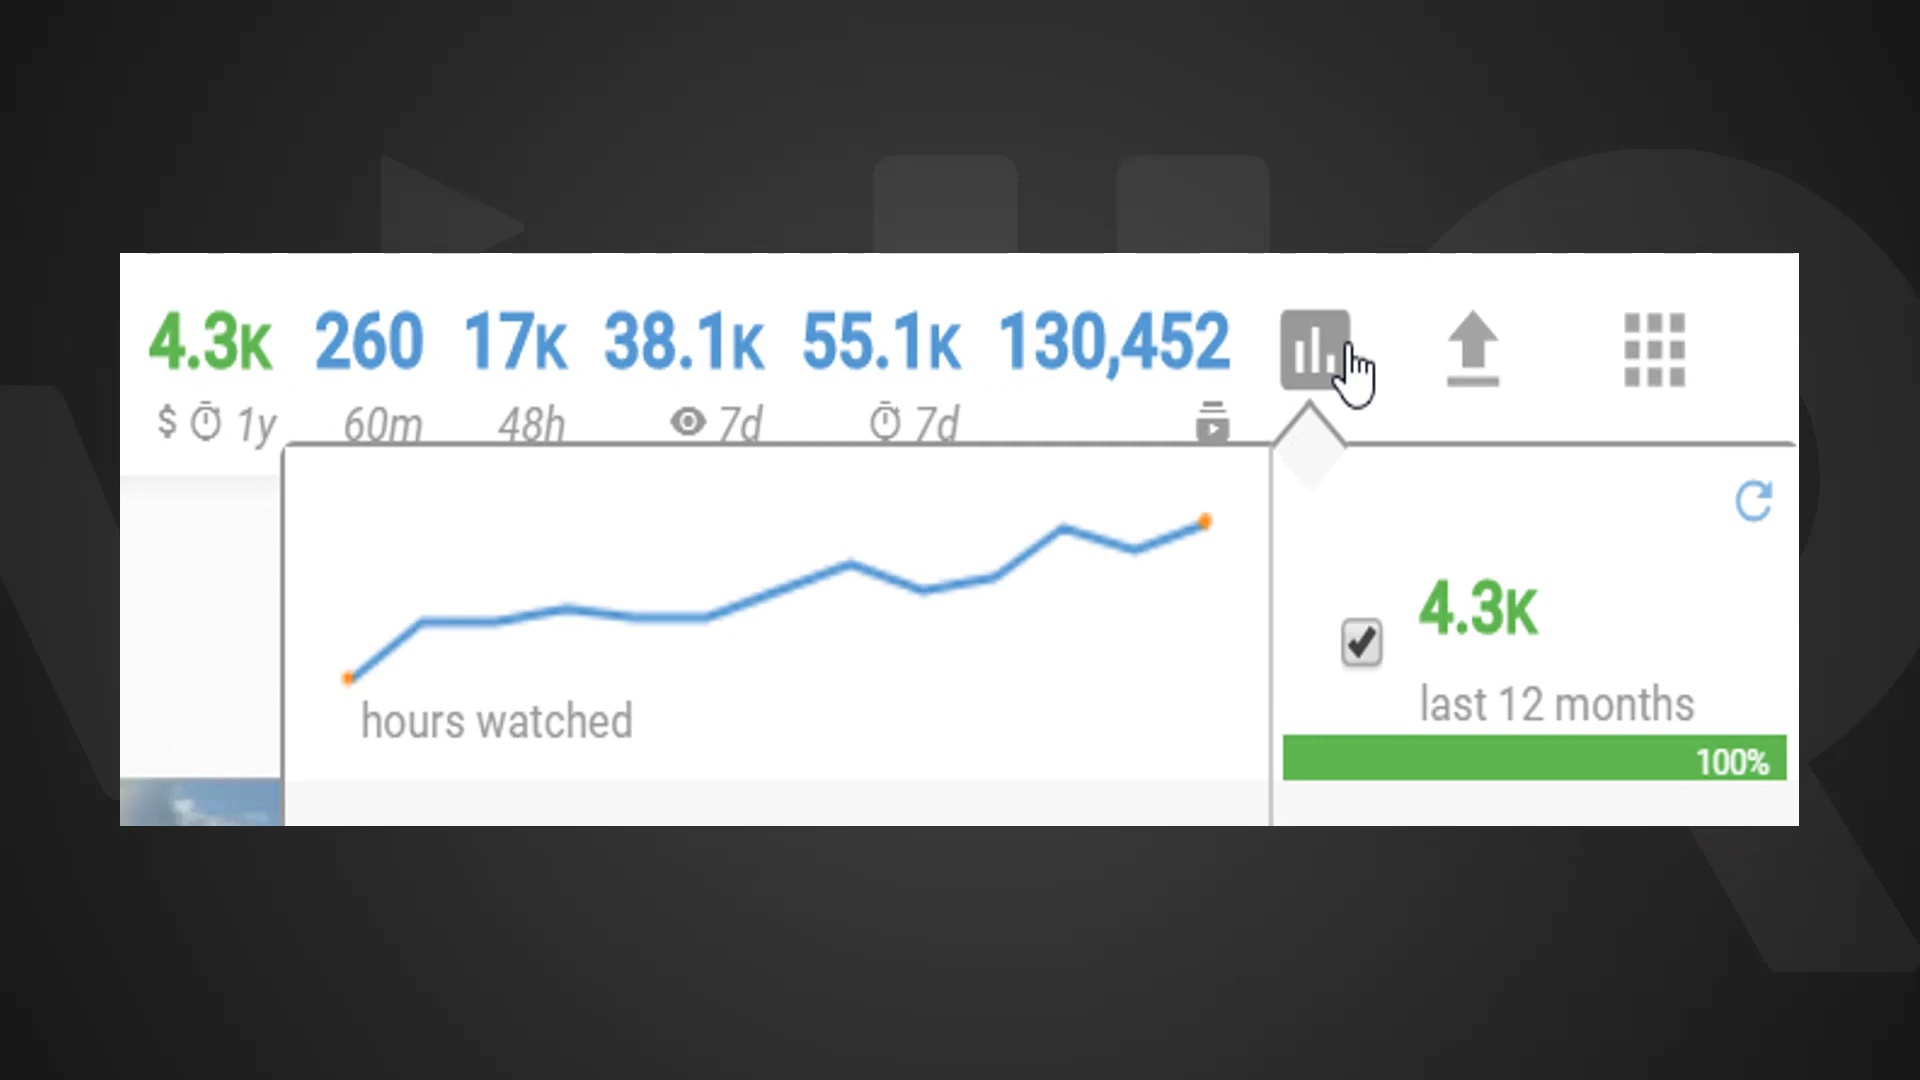 4.3K 260 17K 38.1K 55.1K 130,452
$ 1y 60m 48h 7d 7d
4.3K
last 12 months
hours watched
100%